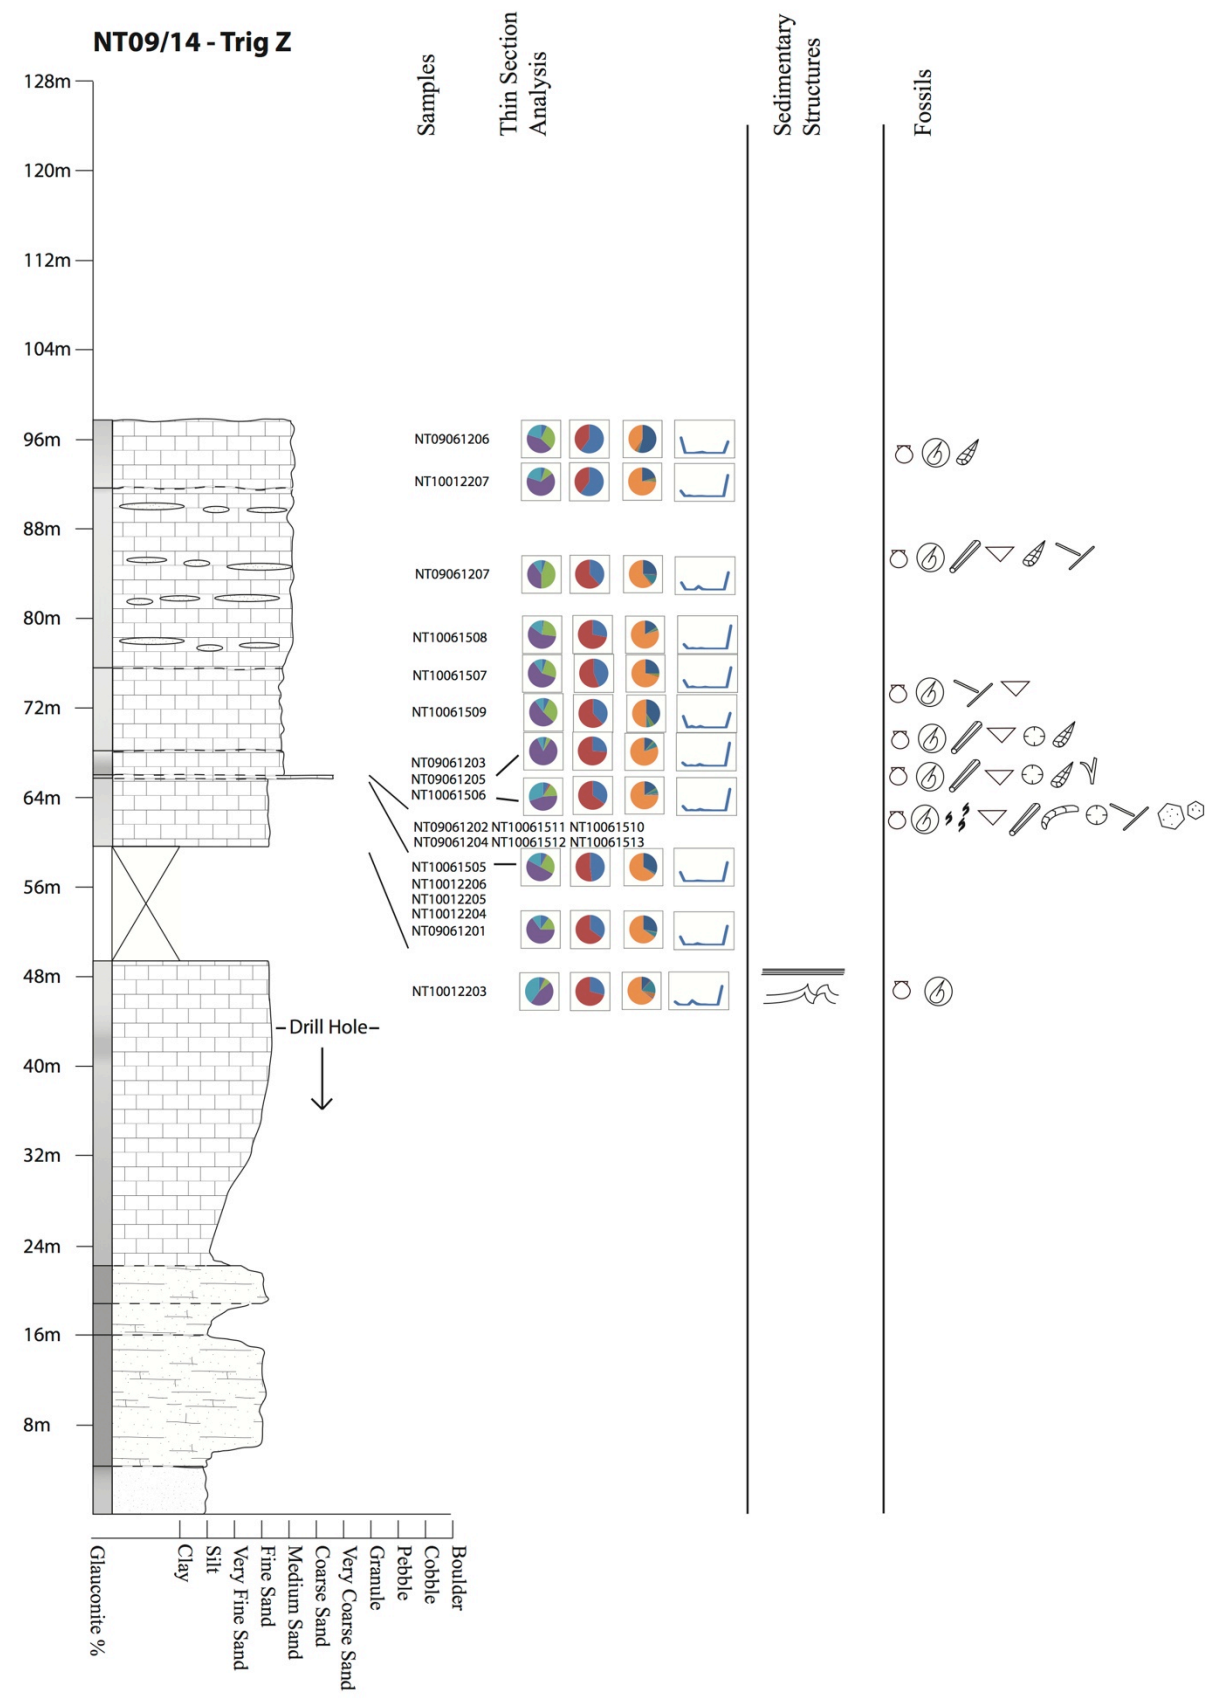 NT09/14 - Trig Z
Samples
Thin Section
Analysis
Sedimentary
Structures
Fossils
128m
120m
112m
104m
96m
88m
80m
72m
64m
56m
48m
40m
32m
24m
16m
8m
NT09061206
NT10012207
NT09061207
NT10061508
NT10061507
NT10061509
NT09061203
NT09061205
NT10061506
NT09061202 NT10061511 NT10061510
NT09061204 NT10061512 NT10061513
NT10061505
NT10012206
NT10012205
NT10012204
NT09061201
NT10012203
Drill Hole
Glauconite %
Clay
Silt
Very Fine Sand
Fine Sand
Medium Sand
Coarse Sand
Very Coarse Sand
Granule
Pebble
Cobble
Boulder